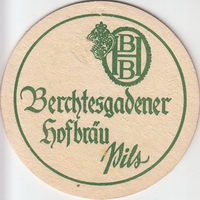 BB
Berchtesgadener
Hofbräu
Pils